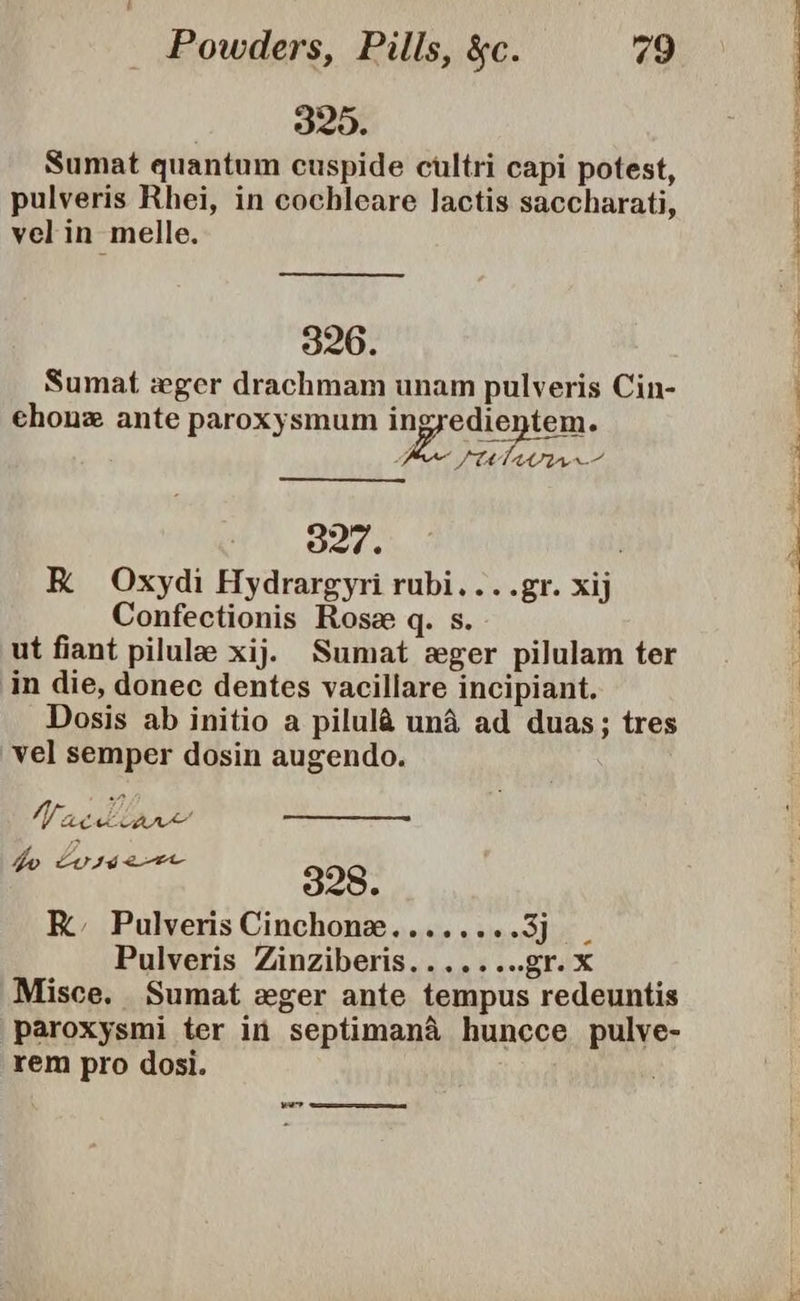 Powders, Pills, &c. 79
325.
Sumat quantum cuspide cultri capi potest,
pulveris Rhei, in cochleare lactis saccharati,
vel in melle.
326.
Sumat æger drachmam unam pulveris Cin-
chonæ ante paroxysmum ingredientem.
327.
℞ Oxydi Hydrargyri rubi....gr. xij
Confectionis Rosæ q. s.
ut fiant pilulæ xij. Sumat æger pilulam ter
in die, donec dentes vacillare incipiant.
Dosis ab initio a pilulâ unâ ad duas; tres
vel semper dosin augendo.
Vacillare
to loosen
328.
℞ Pulveris Cinchonæ........ʒj
Pulveris Zinziberis........gr. x
Misce. Sumat æger ante tempus redeuntis
paroxysmi ter in septimanâ huncce pulve-
rem pro dosi.